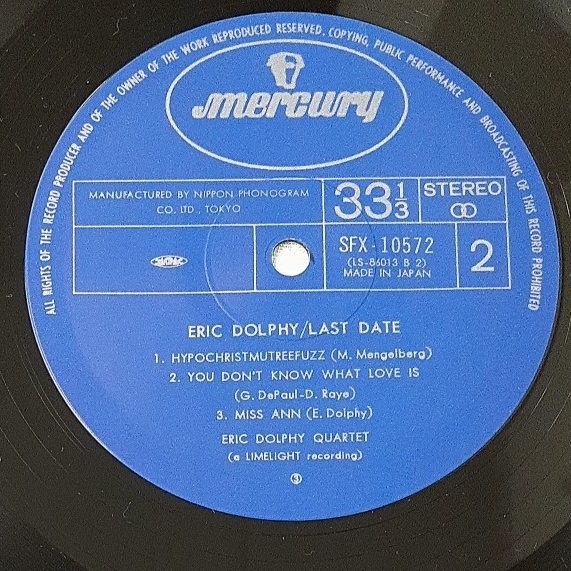 ALL RIGHTS OF THE RECORD PRODUCER AND OF THE OWNER OF THE WORK REPRODUCED RESERVED. COPYING, PUBLIC PERFORMANCE AND BROADCASTING OF THIS RECORD PROHIBITED
mercury
MANUFACTURED BY NIPPON PHONOGRAM
CO. LTD., TOKYO
33 1/3
STEREO
SFX-10572
(LS-86013 B 2)
MADE IN JAPAN
2
ERIC DOLPHY/LAST DATE
1. HYPOCHRISTMUTREEFUZZ (M. Mengelberg)
2. YOU DON'T KNOW WHAT LOVE IS
(G. DePaul-D. Raye)
3. MISS ANN (E. Dolphy)
ERIC DOLPHY QUARTET
(a LIMELIGHT recording)